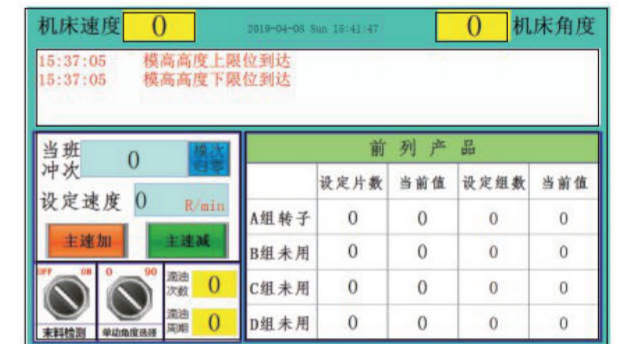 机床速度 0 2019-04-08 Sun 15:41:47 0 机床角度
15:37:05 模高高度上限位到达
15:37:05 模高高度下限位到达
当班冲次 0 模次归零
设定速度 0 R/min
主速加 主速减
OFF ON 0 90 混油次数 0
末料检测 单动角度选择 混油周期 0
前列产品
设定片数 当前值 设定组数 当前值
A组转子 0 0 0 0
B组未用 0 0 0 0
C组未用 0 0 0 0
D组未用 0 0 0 0